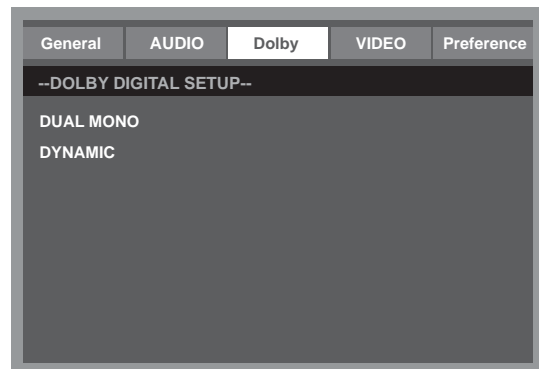 General AUDIO Dolby VIDEO Preference
--DOLBY DIGITAL SETUP--
DUAL MONO
DYNAMIC